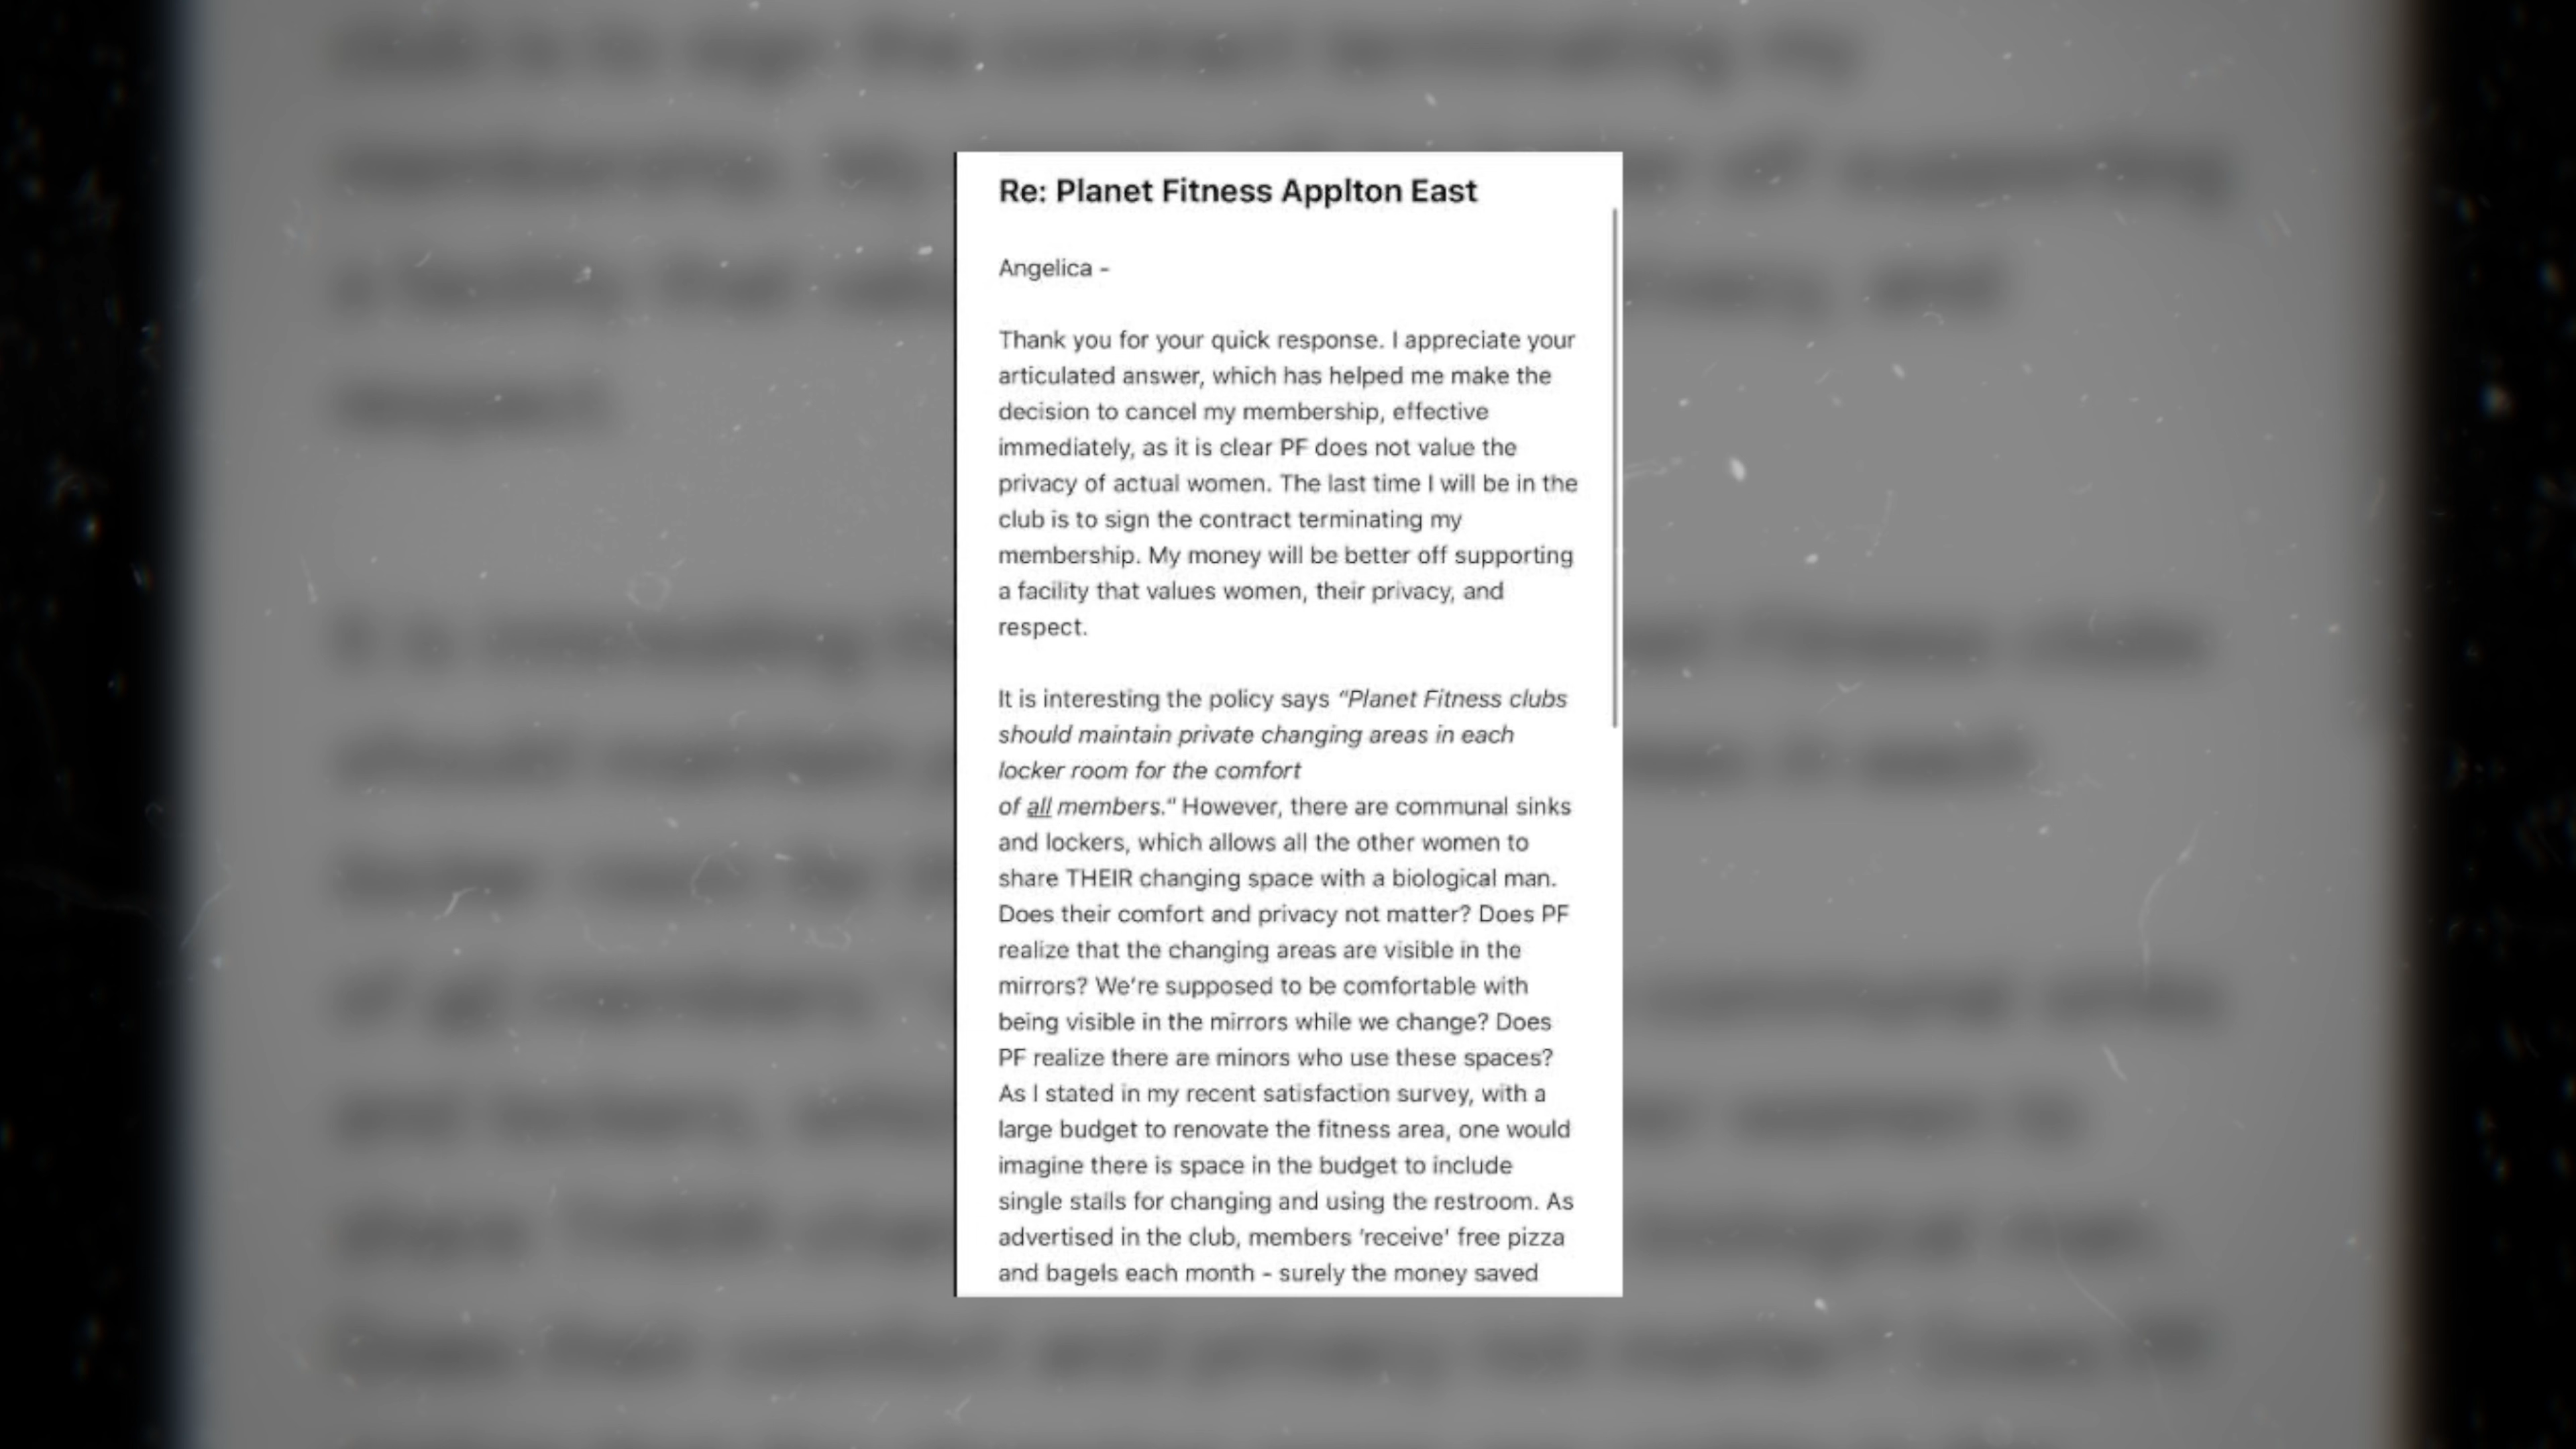 Re: Planet Fitness Applton East
Angelica -
Thank you for your quick response. I appreciate your
articulated answer, which has helped me make the
decision to cancel my membership, effective
immediately, as it is clear PF does not value the
privacy of actual women. The last time I will be in the
club is to sign the contract terminating my
membership. My money will be better off supporting
a facility that values women, their privacy, and
respect.
It is interesting the policy says “Planet Fitness clubs
should maintain private changing areas in each
locker room for the comfort
of all members." However, there are communal sinks
and lockers, which allows all the other women to
share THEIR changing space with a biological man.
Does their comfort and privacy not matter? Does PF
realize that the changing areas are visible in the
mirrors? We're supposed to be comfortable with
being visible in the mirrors while we change? Does
PF realize there are minors who use these spaces?
As I stated in my recent satisfaction survey, with a
large budget to renovate the fitness area, one would
imagine there is space in the budget to include
single stalls for changing and using the restroom. As
advertised in the club, members 'receive' free pizza
and bagels each month - surely the money saved